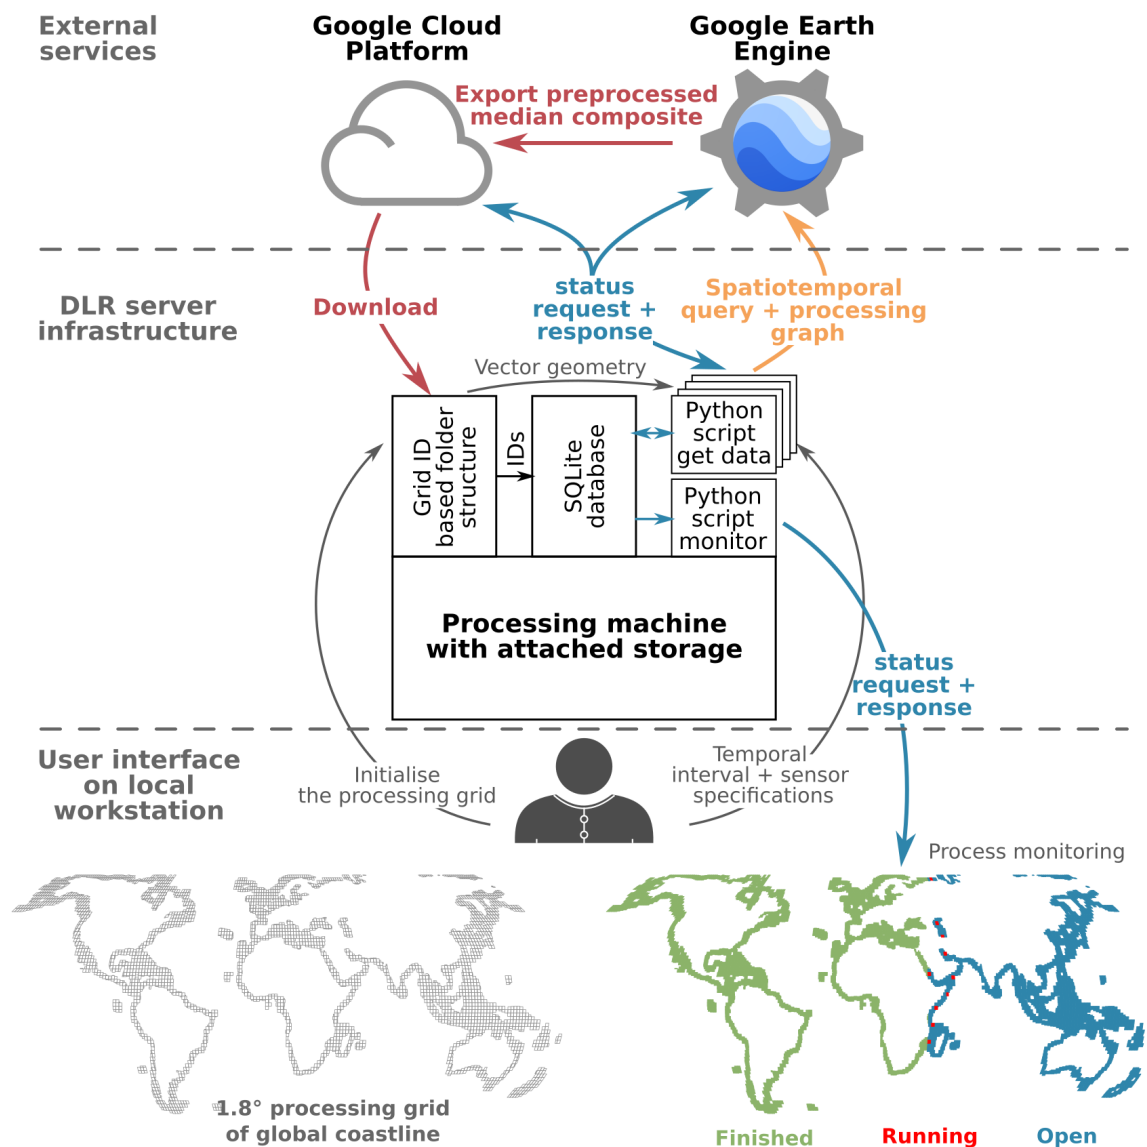 External
services
Google Cloud
Platform
Google Earth
Engine
Export preprocessed
median composite
DLR server
infrastructure
Download
status
request +
response
Spatiotemporal
query + processing
graph
Vector geometry
Grid ID
based folder
structure
IDs
SQLite
database
Python
script
get data
Python
script
monitor
Processing machine
with attached storage
status
request +
response
User interface
on local
workstation
Initialise
the processing grid
Temporal
interval + sensor
specifications
Process monitoring
1.8° processing grid
of global coastline
Finished
Running
Open